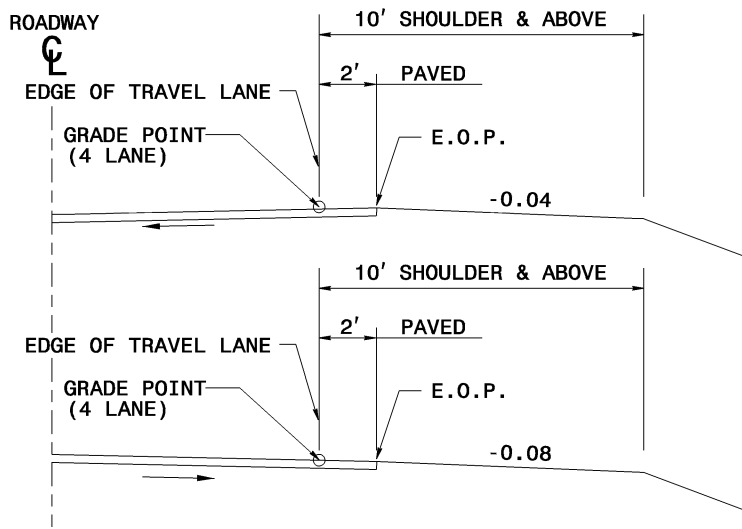 ROADWAY
℄
10' SHOULDER & ABOVE
2' PAVED
EDGE OF TRAVEL LANE
GRADE POINT
(4 LANE)
E.O.P.
-0.04
10' SHOULDER & ABOVE
2' PAVED
EDGE OF TRAVEL LANE
GRADE POINT
(4 LANE)
E.O.P.
-0.08